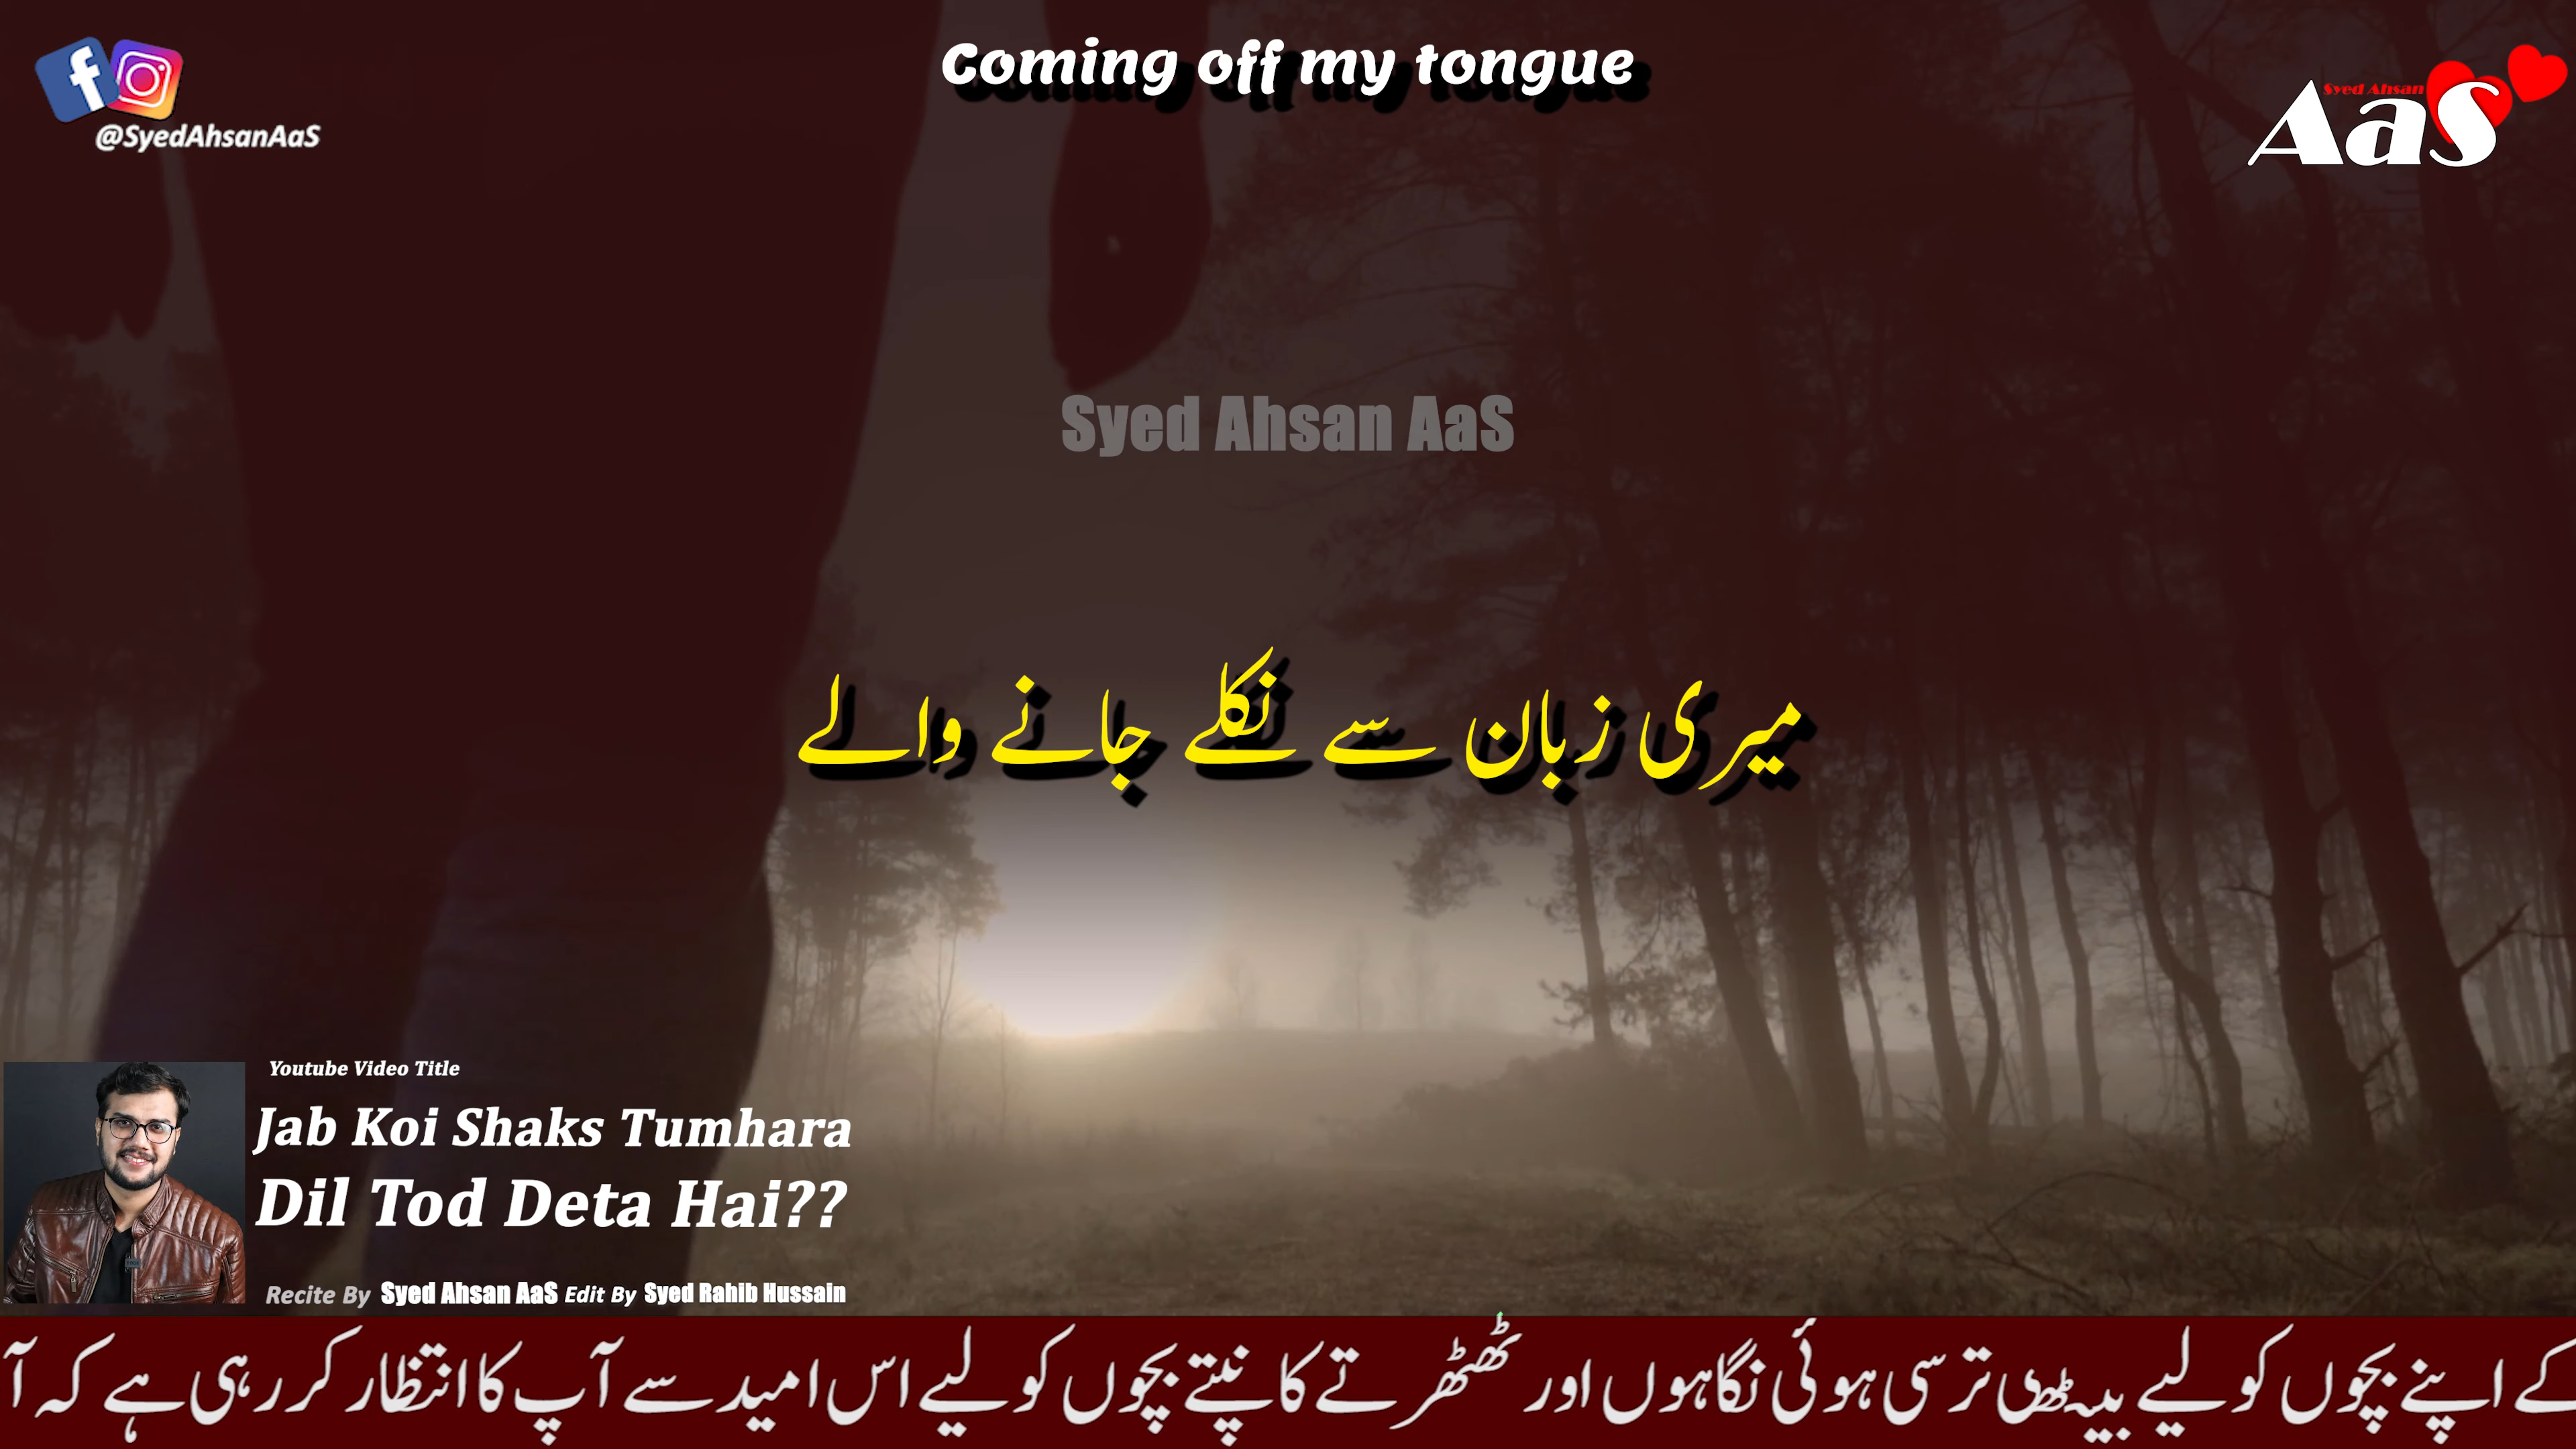 Coming off my tongue
@SyedAhsanAaS
Syed Ahsan
AaS
Syed Ahsan AaS
میری زبان سے نکلے جانے والے
Youtube Video Title
Jab Koi Shaks Tumhara
Dil Tod Deta Hai??
Recite By Syed Ahsan AaS Edit By Syed Rahib Hussain
کے اپنے بچوں کو لیے بیٹھی ترسی ہوئی نگاہوں اور ٹھٹھرتے کانپتے بچوں کو لیے اس امید سے آپ کا انتظار کر رہی ہے کہ آ